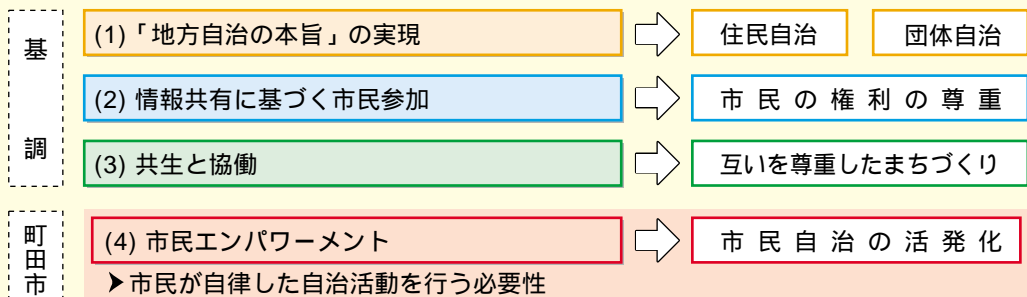 基調
(1)「地方自治の本旨」の実現
住民自治
団体自治
(2) 情報共有に基づく市民参加
市民の権利の尊重
(3) 共生と協働
互いを尊重したまちづくり
町田市
(4) 市民エンパワーメント
市民自治の活発化
➤市民が自律した自治活動を行う必要性